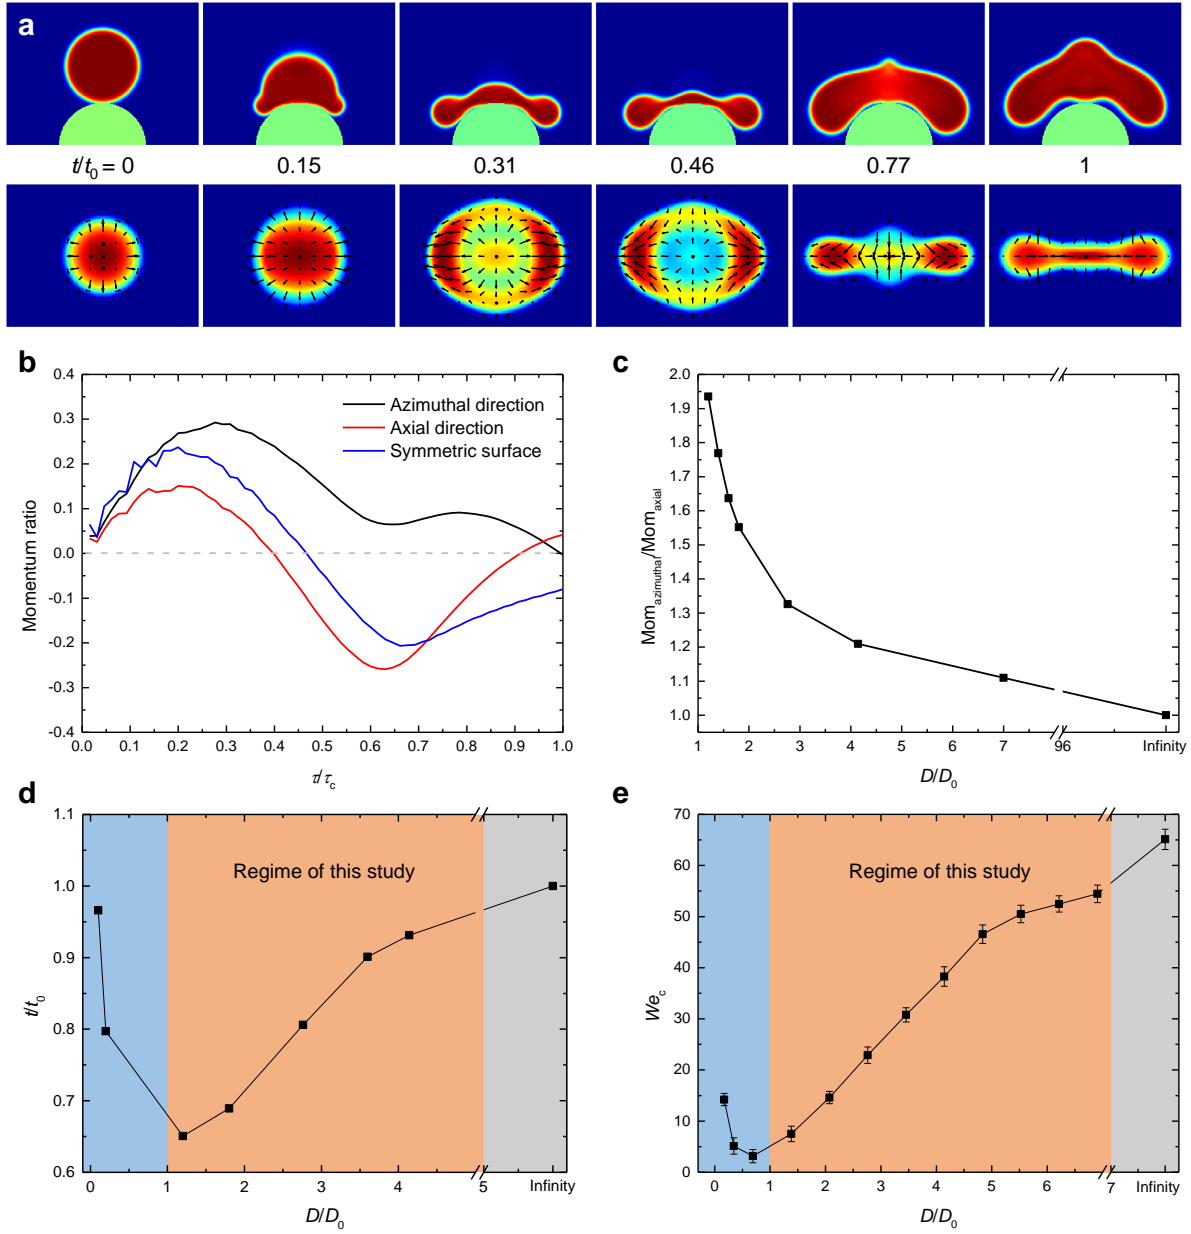 a
t/t0 = 0 0.15 0.31 0.46 0.77 1
b
0.4
0.3
0.2
0.1
0.0
-0.1
-0.2
-0.3
-0.4
Momentum ratio
Azimuthal direction
Axial direction
Symmetric surface
0.0 0.1 0.2 0.3 0.4 0.5 0.6 0.7 0.8 0.9 1.0
τ/τc
c
2.0
1.9
1.8
1.7
1.6
1.5
1.4
1.3
1.2
1.1
1.0
Momazimuthal/Momaxial
1 2 3 4 5 6 7 96 Infinity
D/D0
d
1.1
1.0
0.9
0.8
0.7
0.6
t/t0
Regime of this study
0 1 2 3 4 5 Infinity
D/D0
e
70
60
50
40
30
20
10
0
Wec
Regime of this study
0 1 2 3 4 5 6 7 Infinity
D/D0